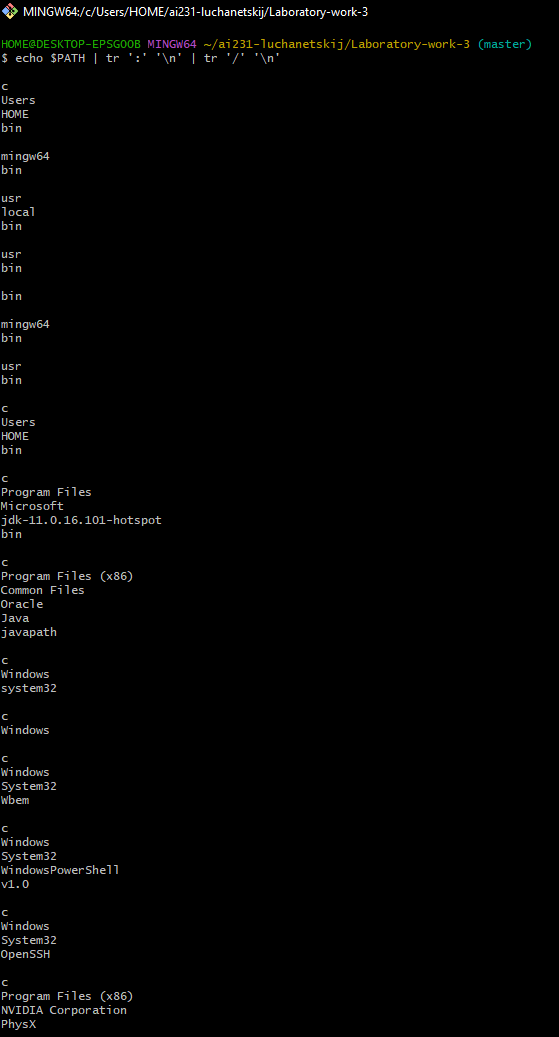 MINGW64:/c/Users/HOME/ai231-luchanetskij/Laboratory-work-3
HOME@DESKTOP-EPSGOOB MINGW64 ~/ai231-luchanetskij/Laboratory-work-3 (master)
$ echo $PATH | tr ':' '\n' | tr '/' '\n'
c
Users
HOME
bin
mingw64
bin
usr
local
bin
usr
bin
bin
mingw64
bin
usr
bin
c
Users
HOME
bin
c
Program Files
Microsoft
jdk-11.0.16.101-hotspot
bin
c
Program Files (x86)
Common Files
Oracle
Java
javapath
c
Windows
system32
c
Windows
c
Windows
System32
Wbem
c
Windows
System32
WindowsPowerShell
v1.0
c
Windows
System32
OpenSSH
c
Program Files (x86)
NVIDIA Corporation
PhysX